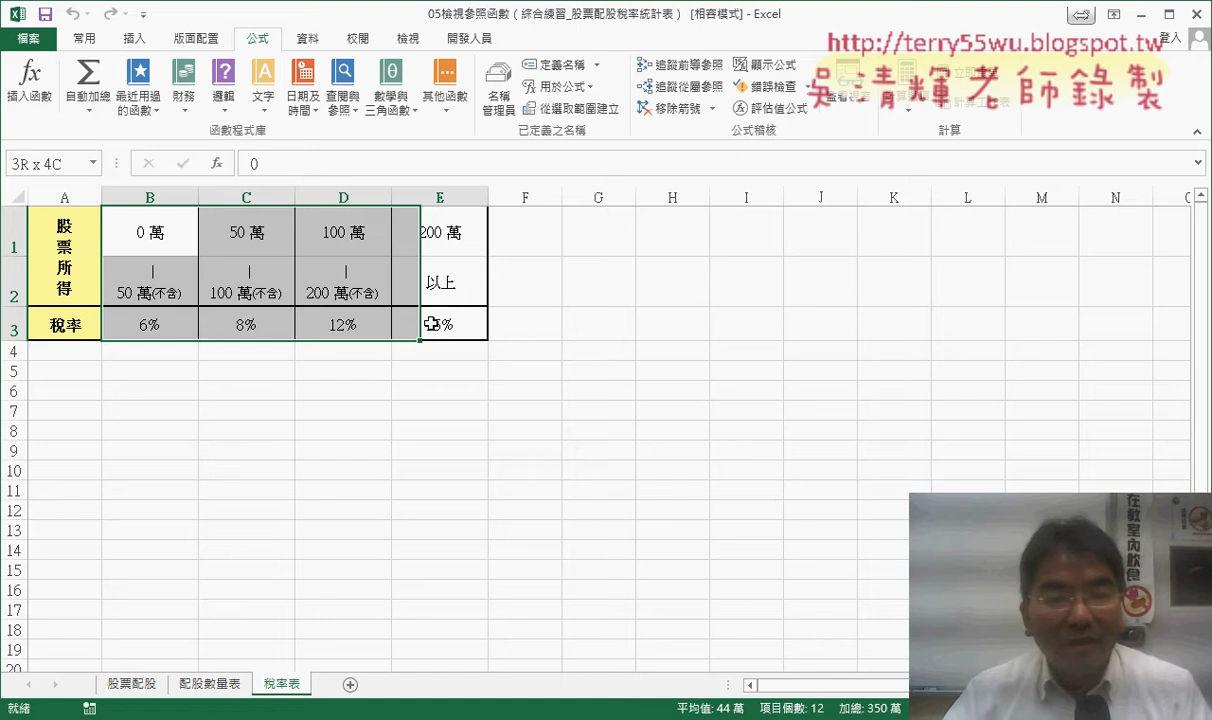 05檢視參照函數（綜合練習_股票配股稅率統計表） [相容模式] - Excel
檔案 常用 插入 版面配置 公式 資料 校閱 檢視 開發人員 登入
http://terry55wu.blogspot.tw
吳清輝老師錄製
插入函數 自動加總 最近用過的函數 財務 邏輯 文字 日期及時間 查閱與參照 數學與三角函數 其他函數
函數程式庫
名稱管理員 定義名稱 用於公式 從選取範圍建立
已定義之名稱
追蹤前導參照 追蹤從屬參照 移除箭號 顯示公式 錯誤檢查 評估值公式
公式稽核
計算
3R x 4C fx 0
A B C D E F G H I J K L M N
1 股票所得 0 萬 50 萬 100 萬 200 萬
2 | | | 以上
50 萬(不含) 100 萬(不含) 200 萬(不含)
3 稅率 6% 8% 12%
4
5
6
7
8
9
10
11
12
13
14
15
16
17
18
19
20
股票配股 配股數量表 稅率表
就緒 平均值: 44 萬 項目個數: 12 加總: 350 萬
在教室內飲食